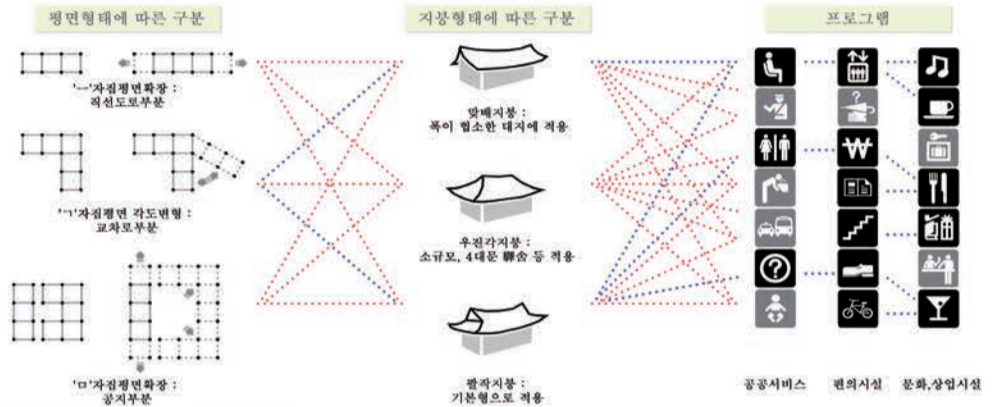 평면형태에 따른 구분
'ㅡ'자집평면확장 :
직선도로부분
'ㄱ'자집평면 각도변형 :
교차로부분
'ㅁ'자집평면확장 :
공지부분
지붕형태에 따른 구분
맞배지붕 :
폭이 협소한 대지에 적용
우진각지붕 :
소규모, 4대문 驛舍 등 적용
팔작지붕 :
기본형으로 적용
프로그램
공공서비스
편의시설
문화,상업시설